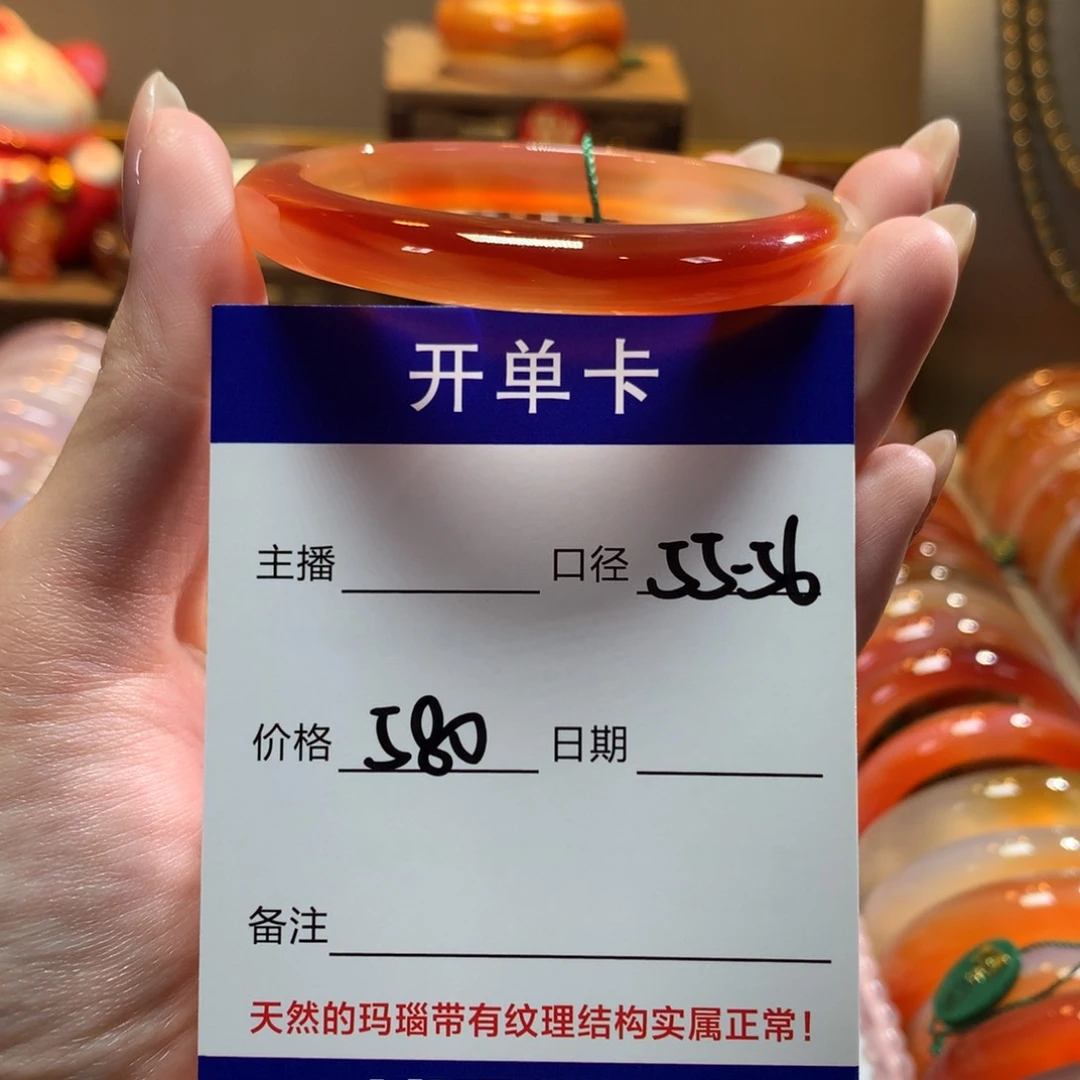 开单卡
主播 口径 55-56
价格 580 日期
备注
天然的玛瑙带有纹理结构实属正常！